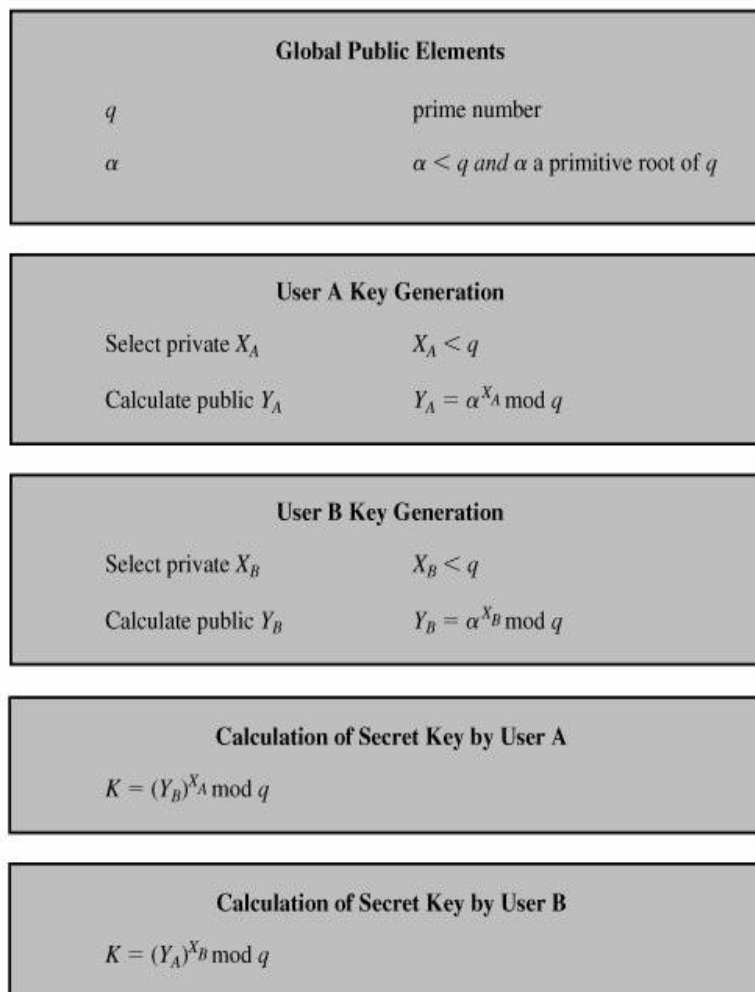 Global Public Elements
q prime number
α α < q and α a primitive root of q
User A Key Generation
Select private X_A X_A < q
Calculate public Y_A Y_A = α^{X_A} mod q
User B Key Generation
Select private X_B X_B < q
Calculate public Y_B Y_B = α^{X_B} mod q
Calculation of Secret Key by User A
K = (Y_B)^{X_A} mod q
Calculation of Secret Key by User B
K = (Y_A)^{X_B} mod q